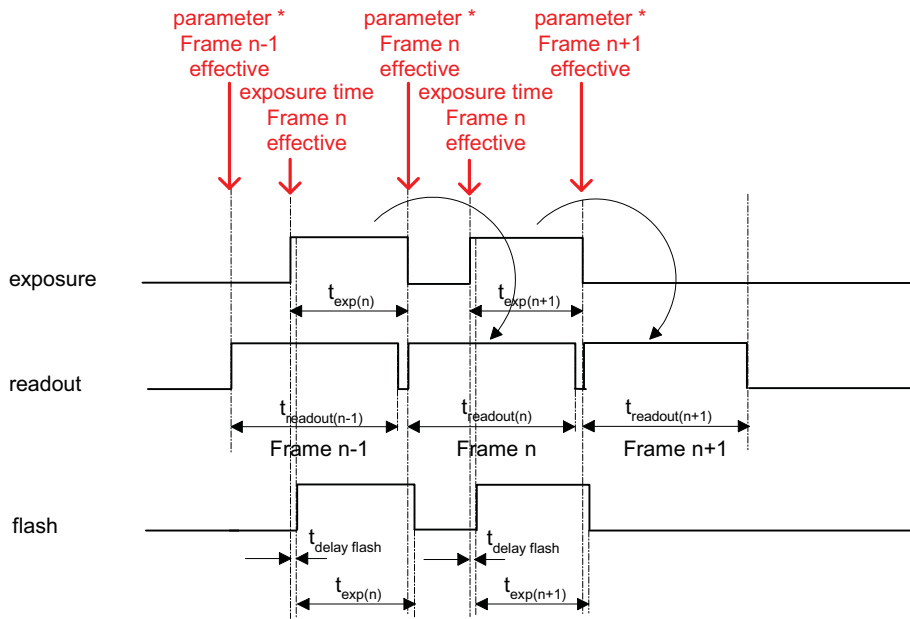 parameter *
Frame n-1
effective
parameter *
Frame n
effective
parameter *
Frame n+1
effective
exposure time
Frame n
effective
exposure time
Frame n
effective
exposure
t exp(n)
t exp(n+1)
readout
t readout(n-1)
t readout(n)
t readout(n+1)
Frame n-1
Frame n
Frame n+1
flash
t delay flash
t delay flash
t exp(n)
t exp(n+1)